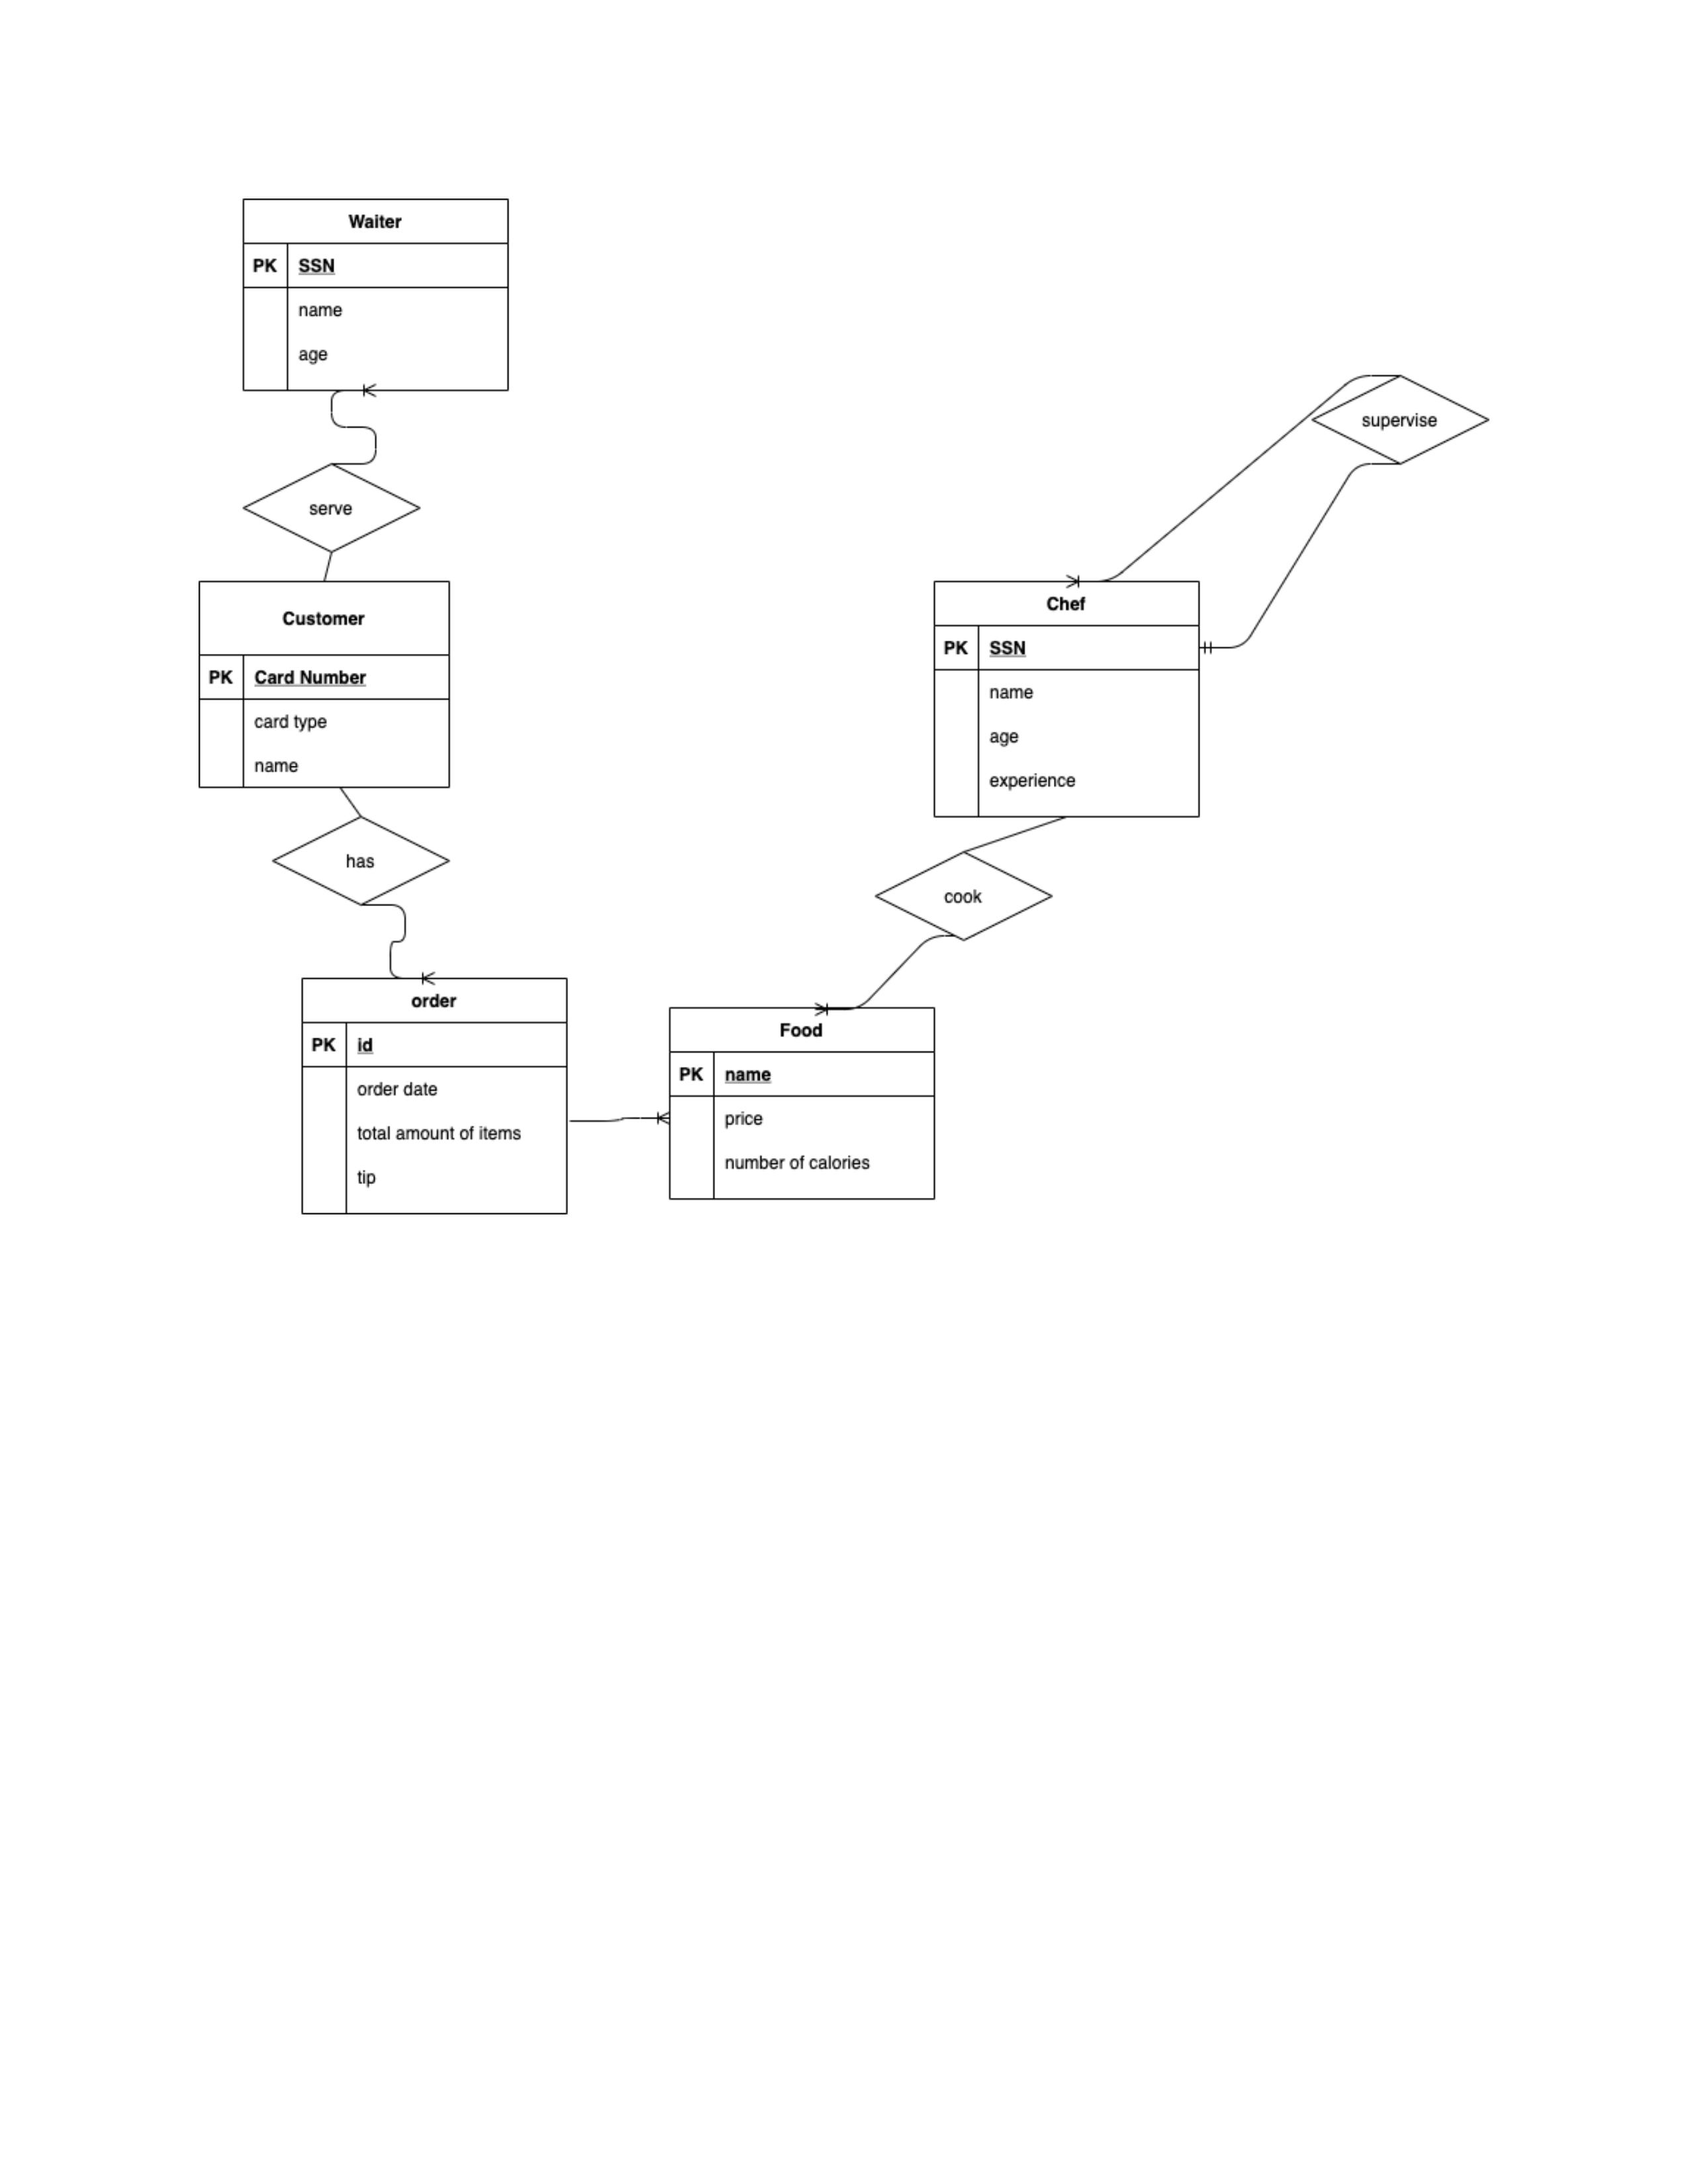 Waiter
PK SSN
name
age
serve
Customer
PK Card Number
card type
name
has
order
PK id
order date
total amount of items
tip
supervise
Chef
PK SSN
name
age
experience
cook
Food
PK name
price
number of calories